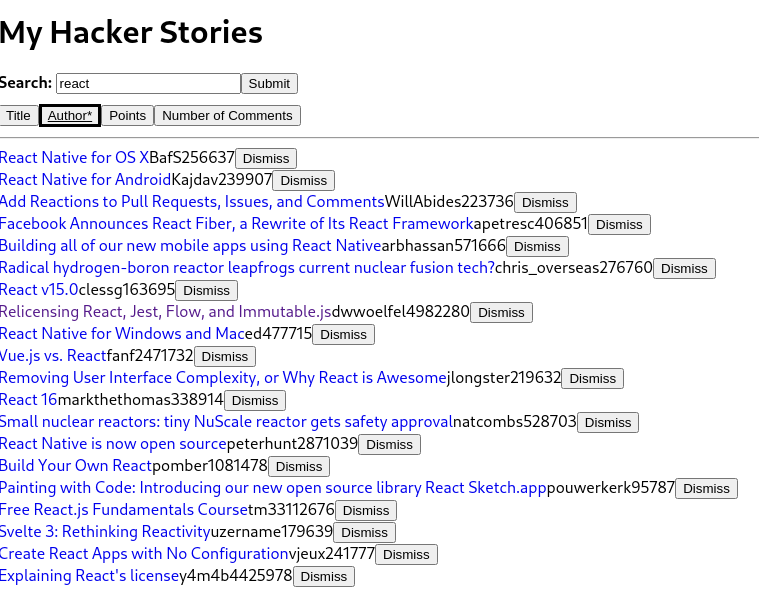 My Hacker Stories
Search: react Submit
Title Author* Points Number of Comments
React Native for OS XBafS256637 Dismiss
React Native for AndroidKajdav239907 Dismiss
Add Reactions to Pull Requests, Issues, and CommentsWillAbides223736 Dismiss
Facebook Announces React Fiber, a Rewrite of Its React Frameworkapetresc406851 Dismiss
Building all of our new mobile apps using React Nativearbhassan571666 Dismiss
Radical hydrogen-boron reactor leapfrogs current nuclear fusion tech?chris_overseas276760 Dismiss
React v15.0clessg163695 Dismiss
Relicensing React, Jest, Flow, and Immutable.jsdwwoelfel4982280 Dismiss
React Native for Windows and Maced477715 Dismiss
Vue.js vs. Reactfanf2471732 Dismiss
Removing User Interface Complexity, or Why React is Awesomejlongster219632 Dismiss
React 16markthethomas338914 Dismiss
Small nuclear reactors: tiny NuScale reactor gets safety approvalnatcombs528703 Dismiss
React Native is now open sourcepeterhunt2871039 Dismiss
Build Your Own Reactpomber1081478 Dismiss
Painting with Code: Introducing our new open source library React Sketch.apppouwerkerk95787 Dismiss
Free React.js Fundamentals Coursetm33112676 Dismiss
Svelte 3: Rethinking Reactivityuzername179639 Dismiss
Create React Apps with No Configurationvjeux241777 Dismiss
Explaining React's licensey4m4b4425978 Dismiss